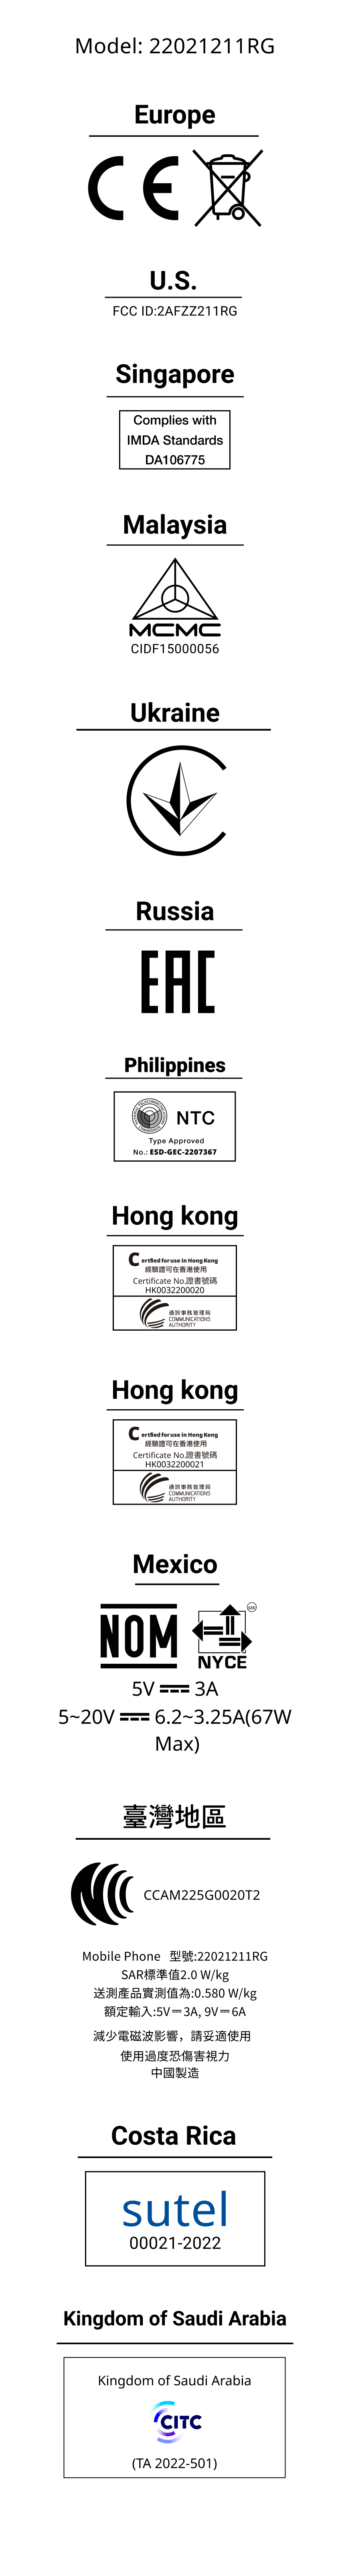 Model: 22021211RG
Europe
CE
U.S.
FCC ID:2AFZZ211RG
Singapore
Complies with
IMDA Standards
DA106775
Malaysia
MCMC
CIDF15000056
Ukraine
Russia
EAC
Philippines
NTC
Type Approved
No.: ESD-GEC-2207367
Hong kong
Certfied for use in Hong Kong
經驗證可在香港使用
Certificate No.證書號碼
HK0032200020
通訊事務管理局
COMMUNICATIONS
AUTHORITY
Hong kong
Certfied for use in Hong Kong
經驗證可在香港使用
Certificate No.證書號碼
HK0032200021
通訊事務管理局
COMMUNICATIONS
AUTHORITY
Mexico
NOM
NYCE
5V ⎓ 3A
5~20V ⎓ 6.2~3.25A(67W
Max)
臺灣地區
CCAM225G0020T2
Mobile Phone 型號:22021211RG
SAR標準值2.0 W/kg
送測產品實測值為:0.580 W/kg
額定輸入:5V⎓3A, 9V⎓6A
減少電磁波影響，請妥適使用
使用過度恐傷害視力
中國製造
Costa Rica
sutel
00021-2022
Kingdom of Saudi Arabia
Kingdom of Saudi Arabia
CITC
(TA 2022-501)